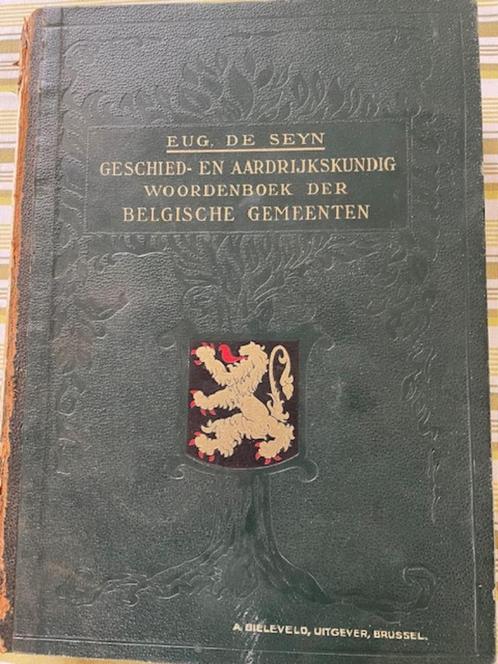 EUG. DE SEYN
GESCHIED- EN AARDRIJKSKUNDIG
WOORDENBOEK DER
BELGISCHE GEMEENTEN
A. BIELEVELD, UITGEVER, BRUSSEL.